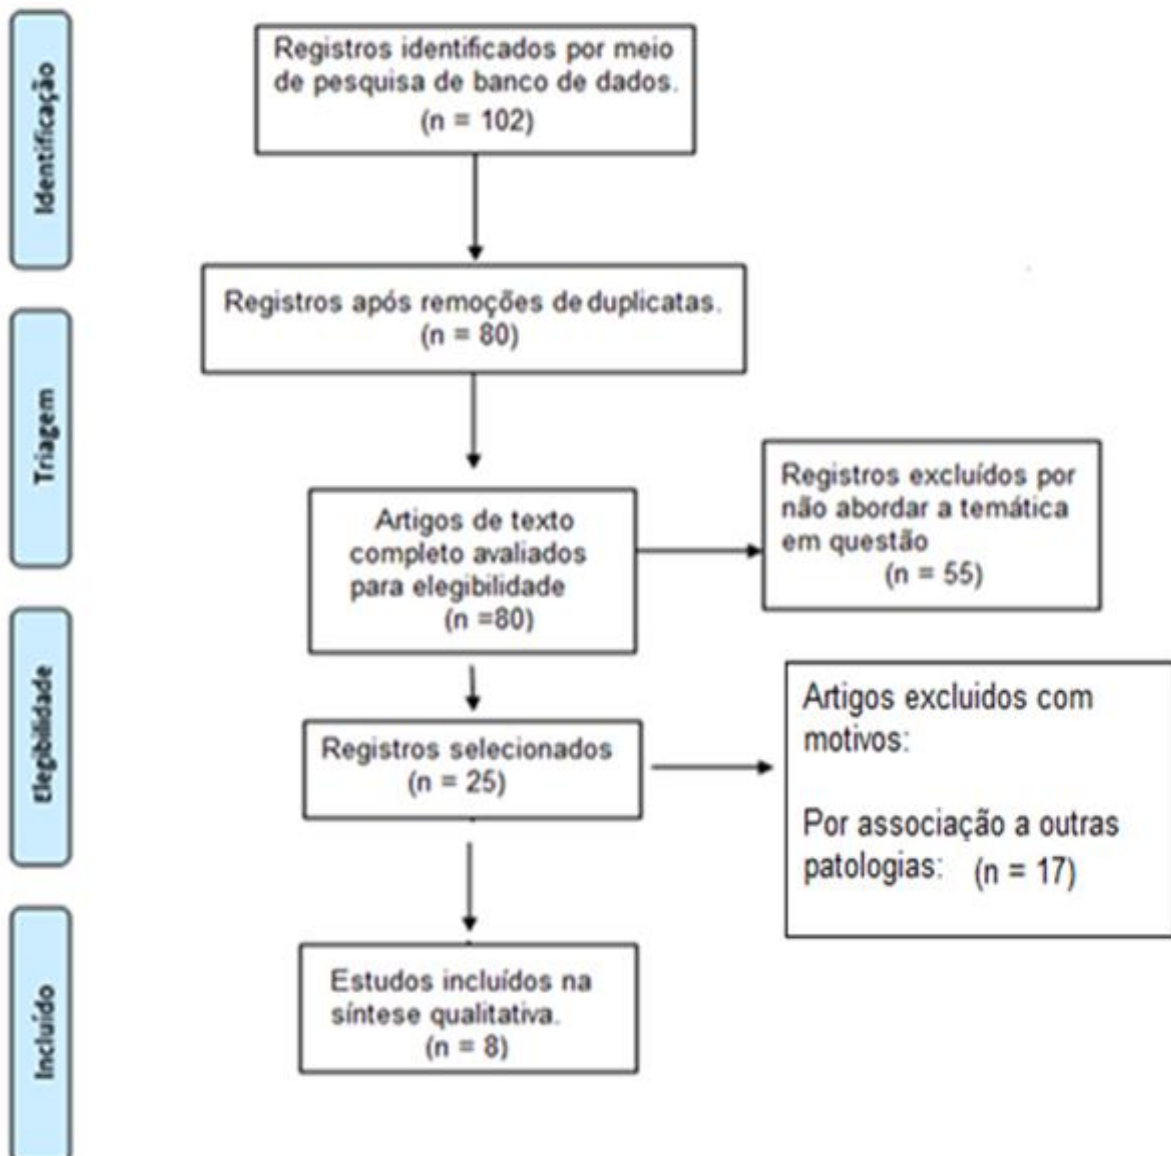 Identificação
Registros identificados por meio
de pesquisa de banco de dados.
(n = 102)
Registros após remoções de duplicatas.
(n = 80)
Triagem
Artigos de texto
completo avaliados
para elegibilidade
(n =80)
Registros excluídos por
não abordar a temática
em questão
(n = 55)
Elegibilidade
Registros selecionados
(n = 25)
Artigos excluidos com
motivos:
Por associação a outras
patologias: (n = 17)
Incluído
Estudos incluídos na
síntese qualitativa.
(n = 8)